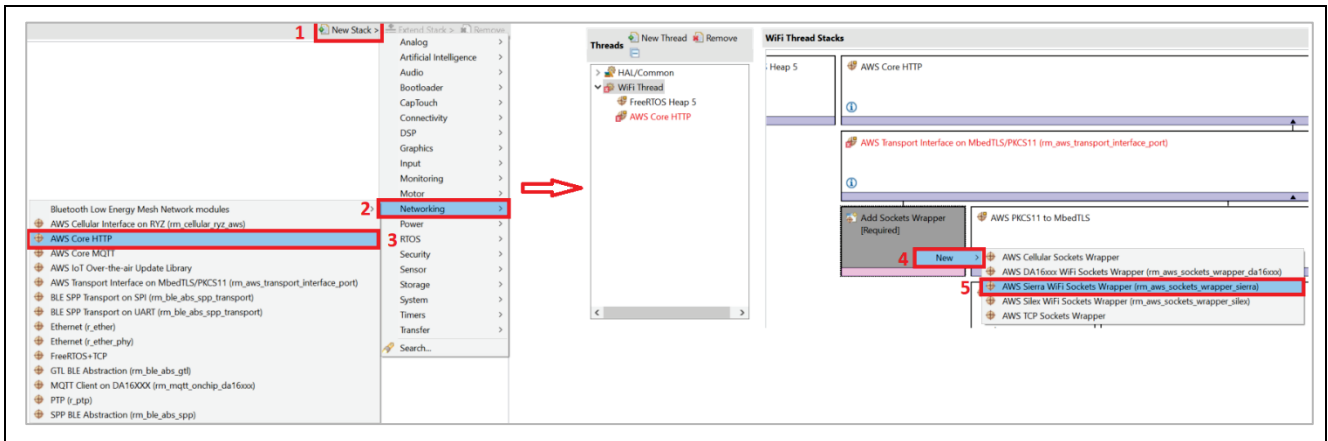 1
New Stack >
Extend Stack >
Remove
Analog
Artificial Intelligence
Audio
Bootloader
CapTouch
Connectivity
DSP
Graphics
Input
Monitoring
Motor
2
Networking
Power
RTOS
Security
Sensor
Storage
System
Timers
Transfer
Search...
Bluetooth Low Energy Mesh Network modules
AWS Cellular Interface on RYZ (rm_cellular_ryz_aws)
AWS Core HTTP
3
AWS Core MQTT
AWS IoT Over-the-air Update Library
AWS Transport Interface on MbedTLS/PKCS11 (rm_aws_transport_interface_port)
BLE SPP Transport on SPI (rm_ble_abs_spp_transport)
BLE SPP Transport on UART (rm_ble_abs_spp_transport)
Ethernet (r_ether)
Ethernet (r_ether_phy)
FreeRTOS+TCP
GTL BLE Abstraction (rm_ble_abs_gtl)
MQTT Client on DA16XXX (rm_mqtt_onchip_da16xxx)
PTP (r_ptp)
SPP BLE Abstraction (rm_ble_abs_spp)
Threads
New Thread
Remove
HAL/Common
WiFi Thread
FreeRTOS Heap 5
AWS Core HTTP
WiFi Thread Stacks
Heap 5
AWS Core HTTP
AWS Transport Interface on MbedTLS/PKCS11 (rm_aws_transport_interface_port)
Add Sockets Wrapper
[Required]
AWS PKCS11 to MbedTLS
4
New >
AWS Cellular Sockets Wrapper
AWS DA16xxx WiFi Sockets Wrapper (rm_aws_sockets_wrapper_da16xxx)
5
AWS Sierra WiFi Sockets Wrapper (rm_aws_sockets_wrapper_sierra)
AWS Silex WiFi Sockets Wrapper (rm_aws_sockets_wrapper_silex)
AWS TCP Sockets Wrapper